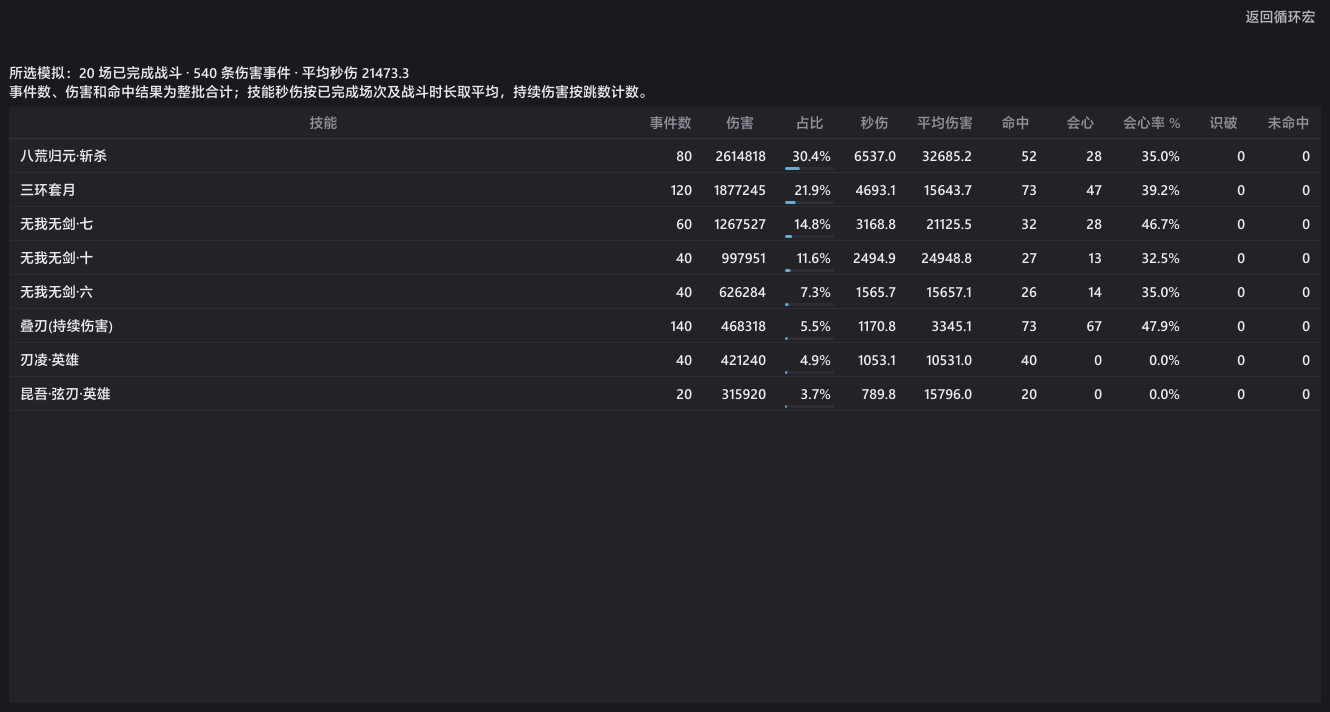 返回循环宏
所选模拟：20 场已完成战斗 · 540 条伤害事件 · 平均秒伤 21473.3
事件数、伤害和命中结果为整批合计；技能秒伤按已完成场次及战斗时长取平均，持续伤害按跳数计数。
技能 事件数 伤害 占比 秒伤 平均伤害 命中 会心 会心率 % 识破 未命中
八荒归元·斩杀 80 2614818 30.4% 6537.0 32685.2 52 28 35.0% 0 0
三环套月 120 1877245 21.9% 4693.1 15643.7 73 47 39.2% 0 0
无我无剑·七 60 1267527 14.8% 3168.8 21125.5 32 28 46.7% 0 0
无我无剑·十 40 997951 11.6% 2494.9 24948.8 27 13 32.5% 0 0
无我无剑·六 40 626284 7.3% 1565.7 15657.1 26 14 35.0% 0 0
叠刃(持续伤害) 140 468318 5.5% 1170.8 3345.1 73 67 47.9% 0 0
刃凌·英雄 40 421240 4.9% 1053.1 10531.0 40 0 0.0% 0 0
昆吾·弦刃·英雄 20 315920 3.7% 789.8 15796.0 20 0 0.0% 0 0